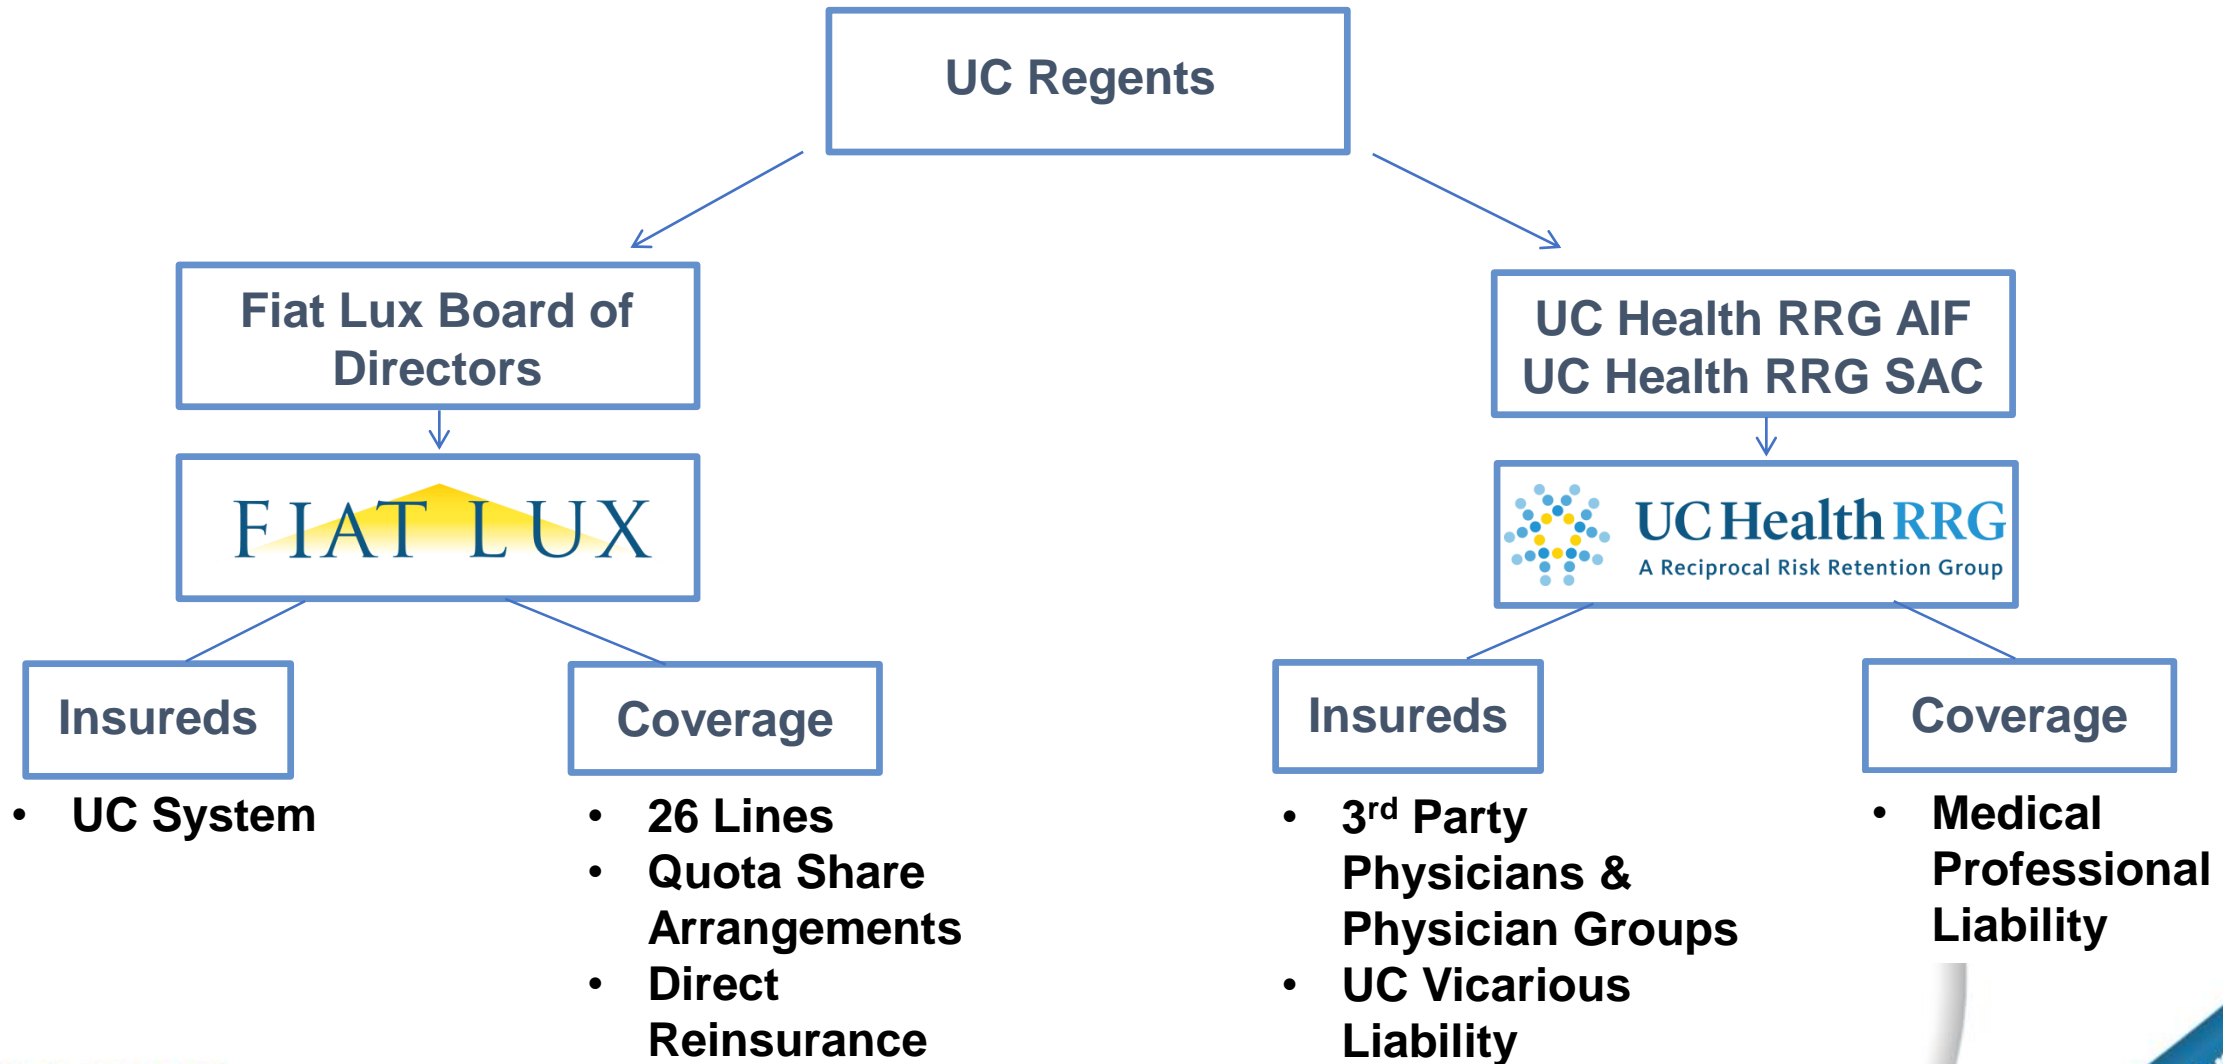 UC Regents
Fiat Lux Board of
Directors
UC Health RRG AIF
UC Health RRG SAC
FIAT LUX
UC Health RRG
A Reciprocal Risk Retention Group
Insureds
Coverage
Insureds
Coverage
• UC System
• 26 Lines
• Quota Share
Arrangements
• Direct
Reinsurance
• 3rd Party
Physicians &
Physician Groups
• UC Vicarious
Liability
• Medical
Professional
Liability